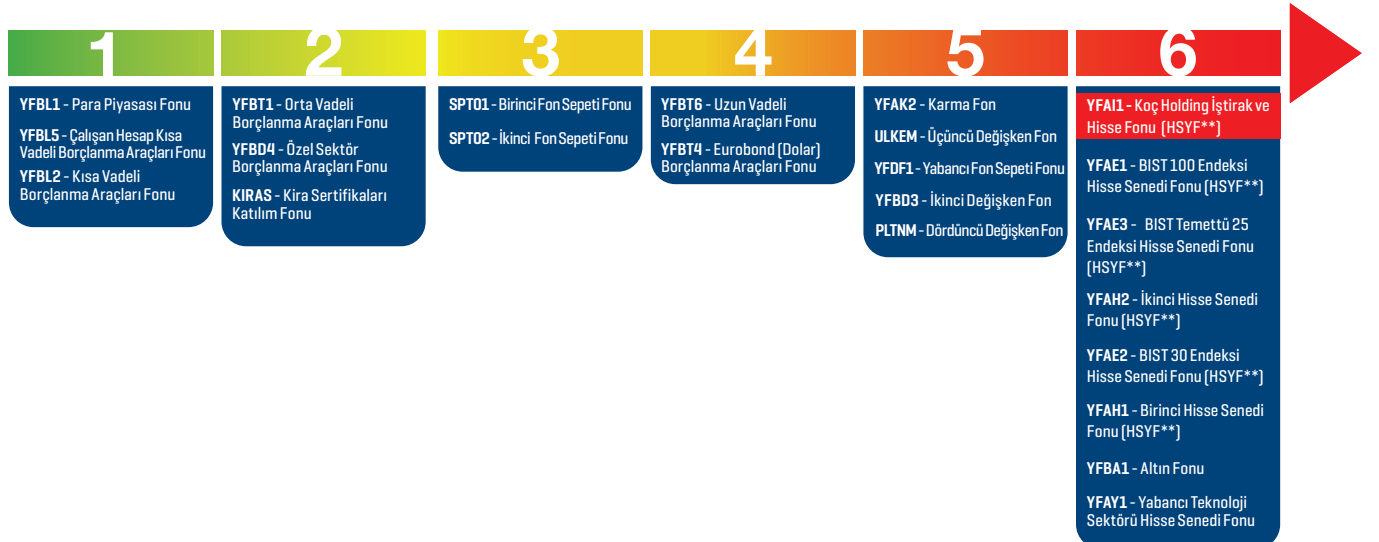 1
YFBL1 - Para Piyasası Fonu
YFBL5 - Çalışan Hesap Kısa
Vadeli Borçlanma Araçları Fonu
YFBL2 - Kısa Vadeli
Borçlanma Araçları Fonu
2
YFBT1 - Orta Vadeli
Borçlanma Araçları Fonu
YFBD4 - Özel Sektör
Borçlanma Araçları Fonu
KIRAS - Kira Sertifikaları
Katılım Fonu
3
SPT01 - Birinci Fon Sepeti Fonu
SPT02 - İkinci Fon Sepeti Fonu
4
YFBT6 - Uzun Vadeli
Borçlanma Araçları Fonu
YFBT4 - Eurobond (Dolar)
Borçlanma Araçları Fonu
5
YFAK2 - Karma Fon
ULKEM - Üçüncü Değişken Fon
YFDF1 - Yabancı Fon Sepeti Fonu
YFBD3 - İkinci Değişken Fon
PLTNM - Dördüncü Değişken Fon
6
YFAI1 - Koç Holding İştirak ve
Hisse Fonu (HSYF**)
YFAE1 - BIST 100 Endeksi
Hisse Senedi Fonu (HSYF**)
YFAE3 - BIST Temettü 25
Endeksi Hisse Senedi Fonu
(HSYF**)
YFAH2 - İkinci Hisse Senedi
Fonu (HSYF**)
YFAE2 - BIST 30 Endeksi
Hisse Senedi Fonu (HSYF**)
YFAH1 - Birinci Hisse Senedi
Fonu (HSYF**)
YFBA1 - Altın Fonu
YFAY1 - Yabancı Teknoloji
Sektörü Hisse Senedi Fonu